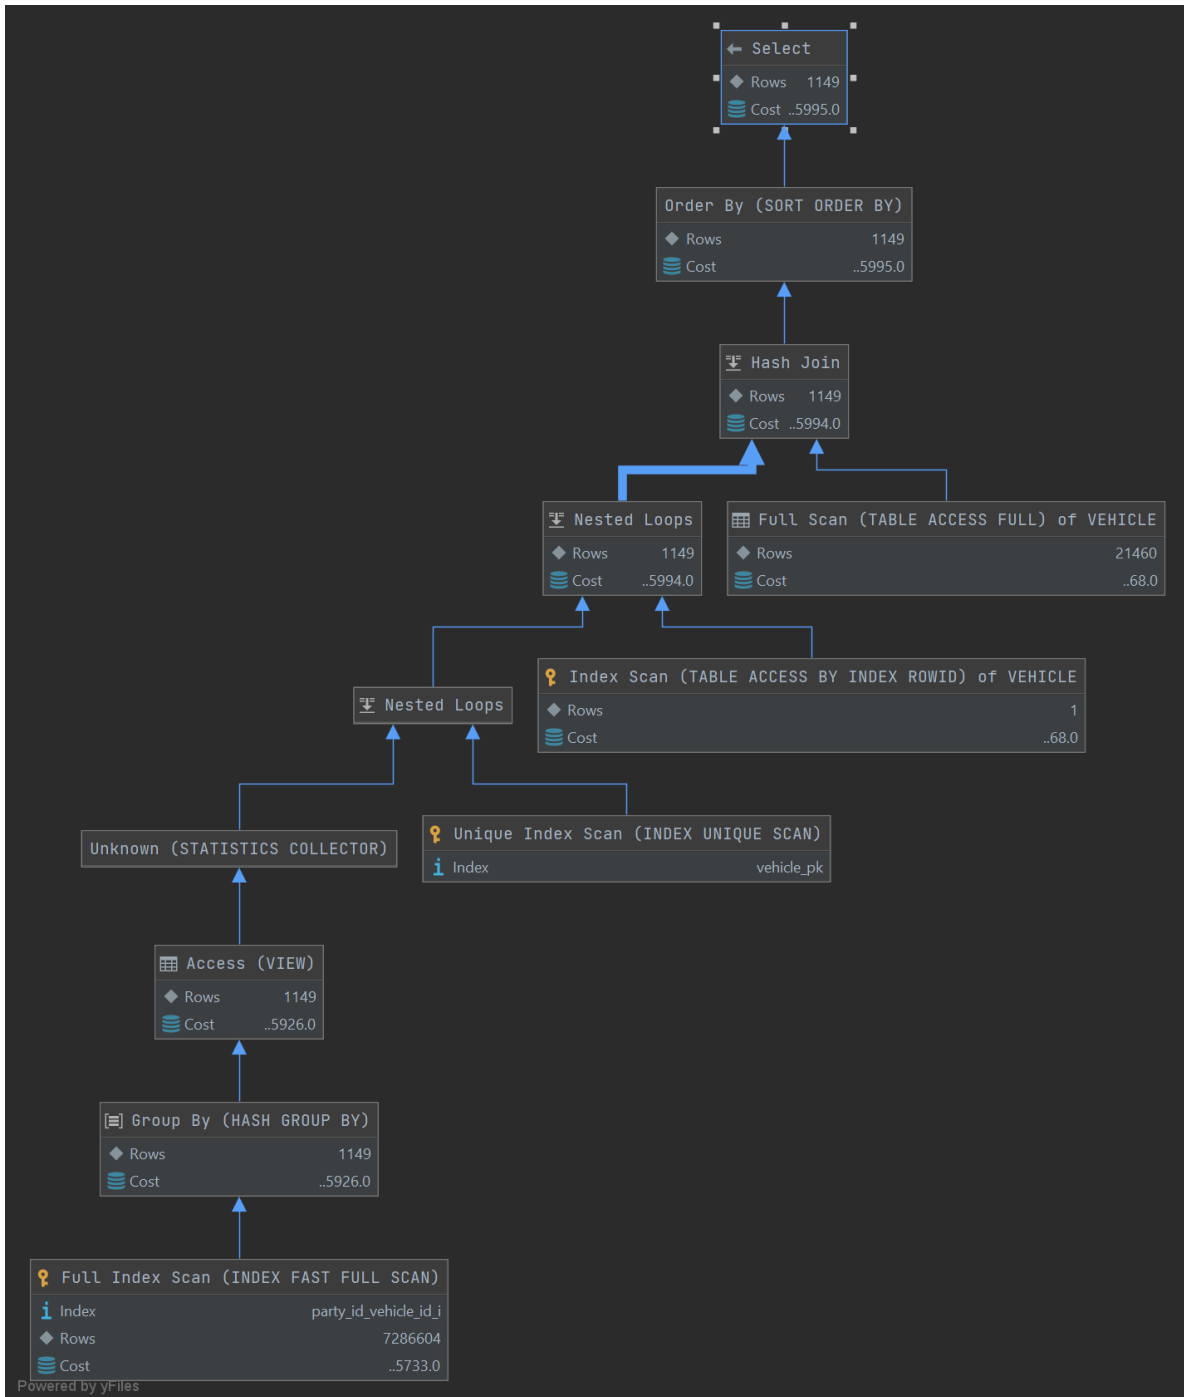 Select
Rows 1149
Cost ..5995.0
Order By (SORT ORDER BY)
Rows 1149
Cost ..5995.0
Hash Join
Rows 1149
Cost ..5994.0
Nested Loops
Rows 1149
Cost ..5994.0
Full Scan (TABLE ACCESS FULL) of VEHICLE
Rows 21460
Cost ..68.0
Nested Loops
Index Scan (TABLE ACCESS BY INDEX ROWID) of VEHICLE
Rows 1
Cost ..68.0
Unknown (STATISTICS COLLECTOR)
Unique Index Scan (INDEX UNIQUE SCAN)
Index vehicle_pk
Access (VIEW)
Rows 1149
Cost ..5926.0
Group By (HASH GROUP BY)
Rows 1149
Cost ..5926.0
Full Index Scan (INDEX FAST FULL SCAN)
Index party_id_vehicle_id_i
Rows 7286604
Cost ..5733.0
Powered by yFiles